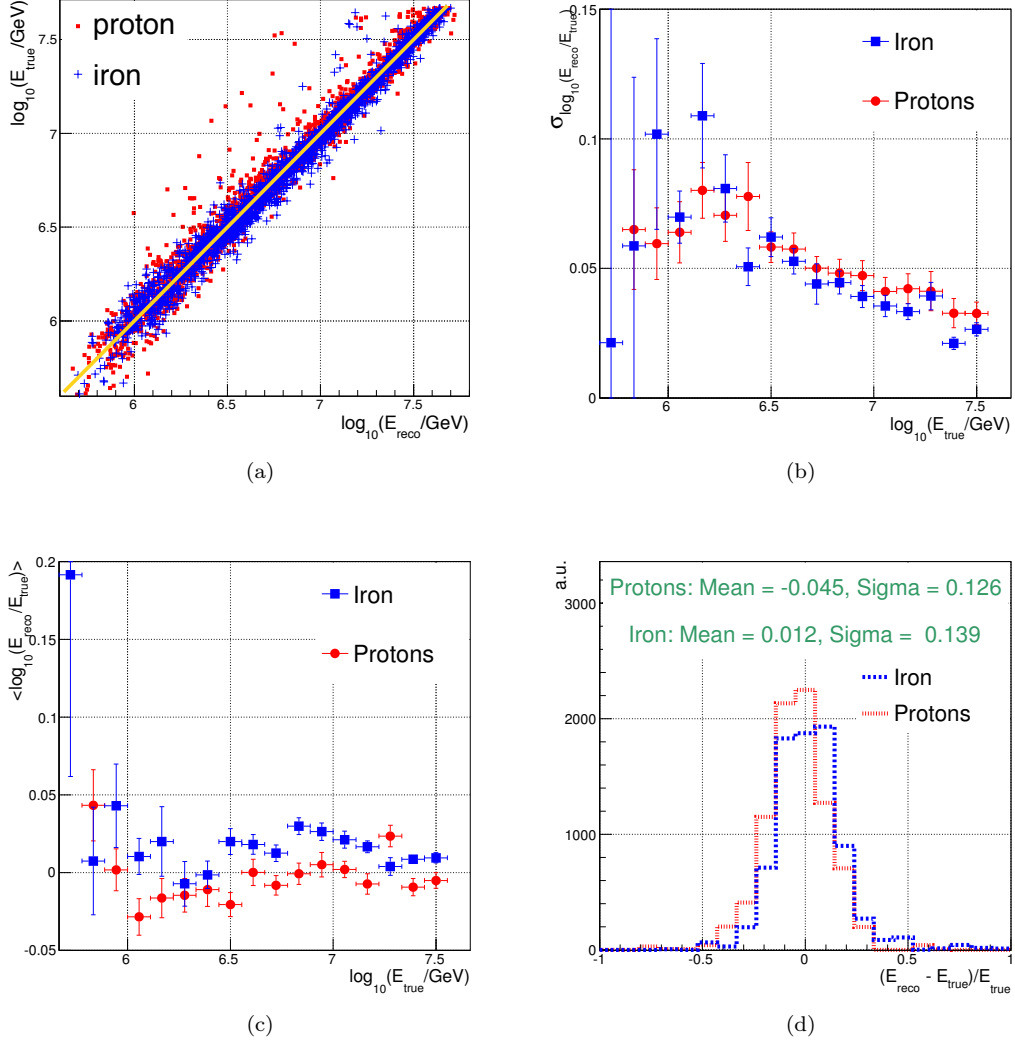 log10(Etrue/GeV)
7.5
7
6.5
6
proton
iron
6 6.5 7 7.5
log10(Ereco/GeV)
(a)
σlog10(Ereco/Etrue)
0.15
0.1
0.05
0
Iron
Protons
6 6.5 7 7.5
log10(Etrue/GeV)
(b)
<log10(Ereco/Etrue)>
0.2
0.15
0.1
0.05
0
-0.05
Iron
Protons
6 6.5 7 7.5
log10(Etrue/GeV)
(c)
a.u.
3000
2000
1000
0
Protons: Mean = -0.045, Sigma = 0.126
Iron: Mean = 0.012, Sigma = 0.139
Iron
Protons
-1 -0.5 0 0.5 1
(Ereco - Etrue)/Etrue
(d)